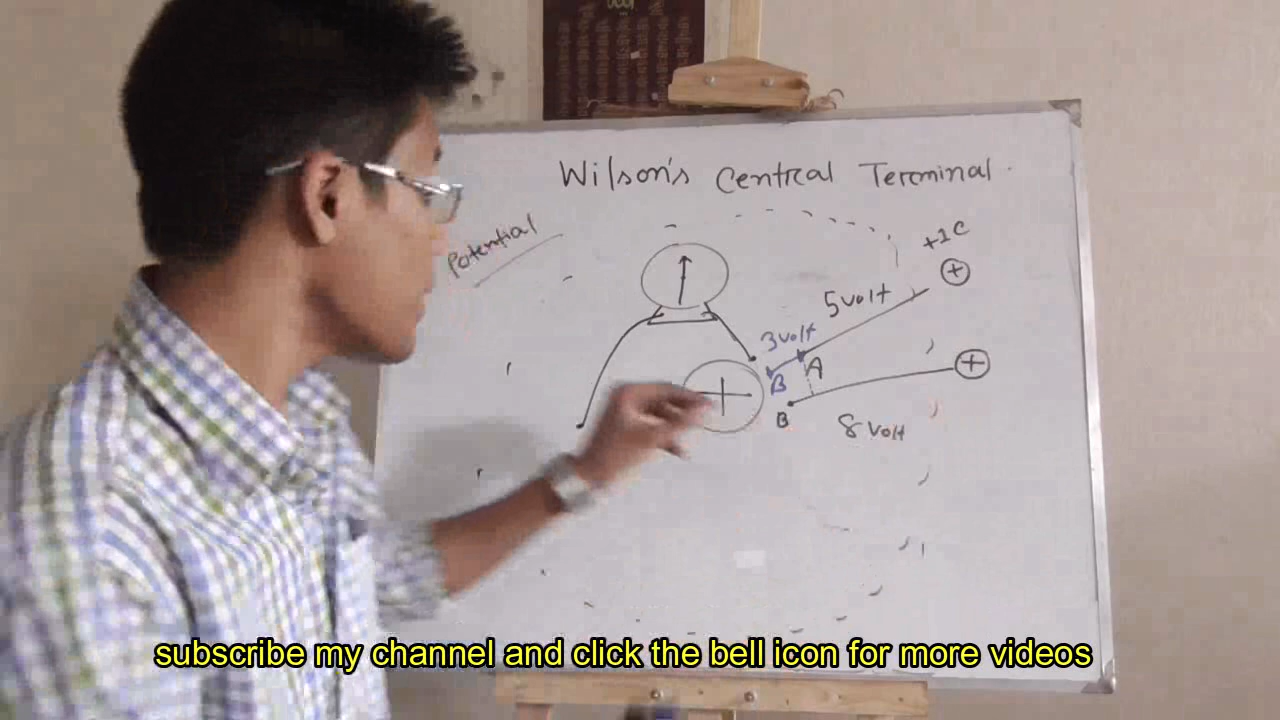 Wilson's Central Terminal
Potential
+1C
5volt
3volt
B
A
B
8 volt
subscribe my channel and click the bell icon for more videos